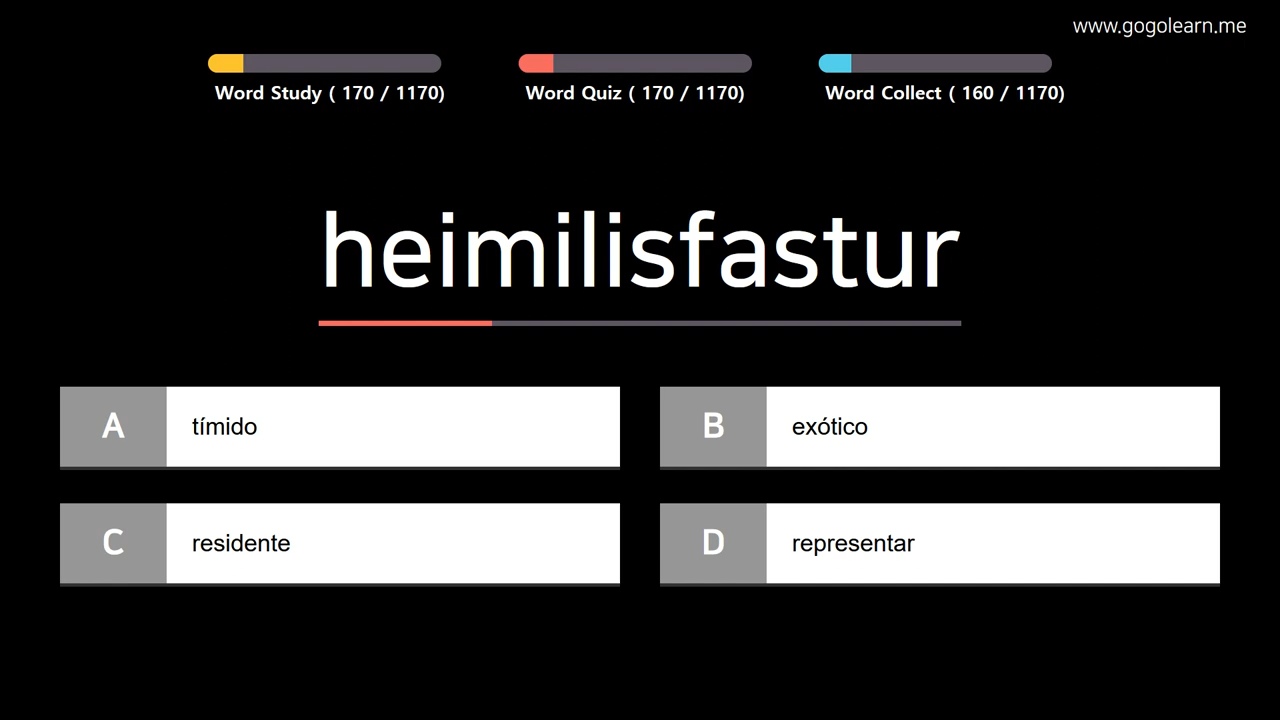 www.gogolearn.me
Word Study ( 170 / 1170)
Word Quiz ( 170 / 1170)
Word Collect ( 160 / 1170)
heimilisfastur
A tímido
B exótico
C residente
D representar